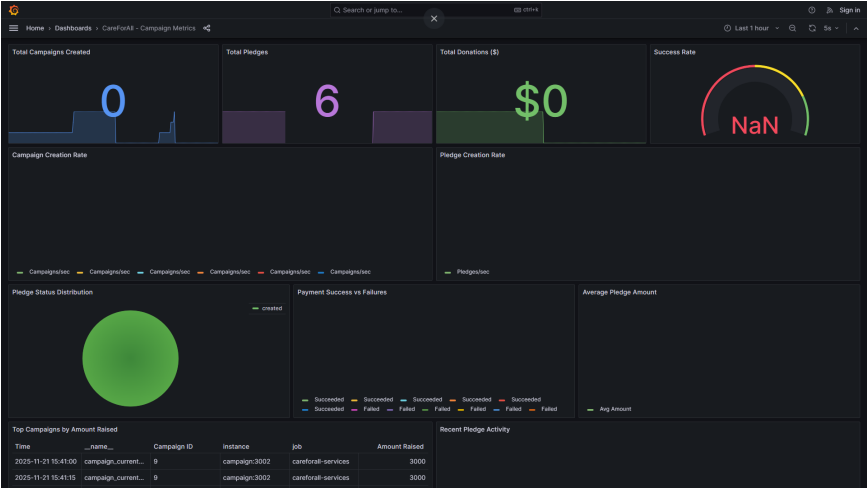 Search or jump to... ctrl+k Sign in
Home › Dashboards › CareForAll - Campaign Metrics Last 1 hour 5s
Total Campaigns Created Total Pledges Total Donations ($) Success Rate
0 6 $0 NaN
Campaign Creation Rate Pledge Creation Rate
Campaigns/sec Campaigns/sec Campaigns/sec Campaigns/sec Campaigns/sec Campaigns/sec Pledges/sec
Pledge Status Distribution Payment Success vs Failures Average Pledge Amount
created
Succeeded Succeeded Succeeded Succeeded Succeeded
Succeeded Failed Failed Failed Failed Failed Failed Avg Amount
Top Campaigns by Amount Raised Recent Pledge Activity
Time __name__ Campaign ID instance job Amount Raised
2025-11-21 15:41:00 campaign_current... 9 campaign:3002 careforall-services 3000
2025-11-21 15:41:15 campaign_current... 9 campaign:3002 careforall-services 3000